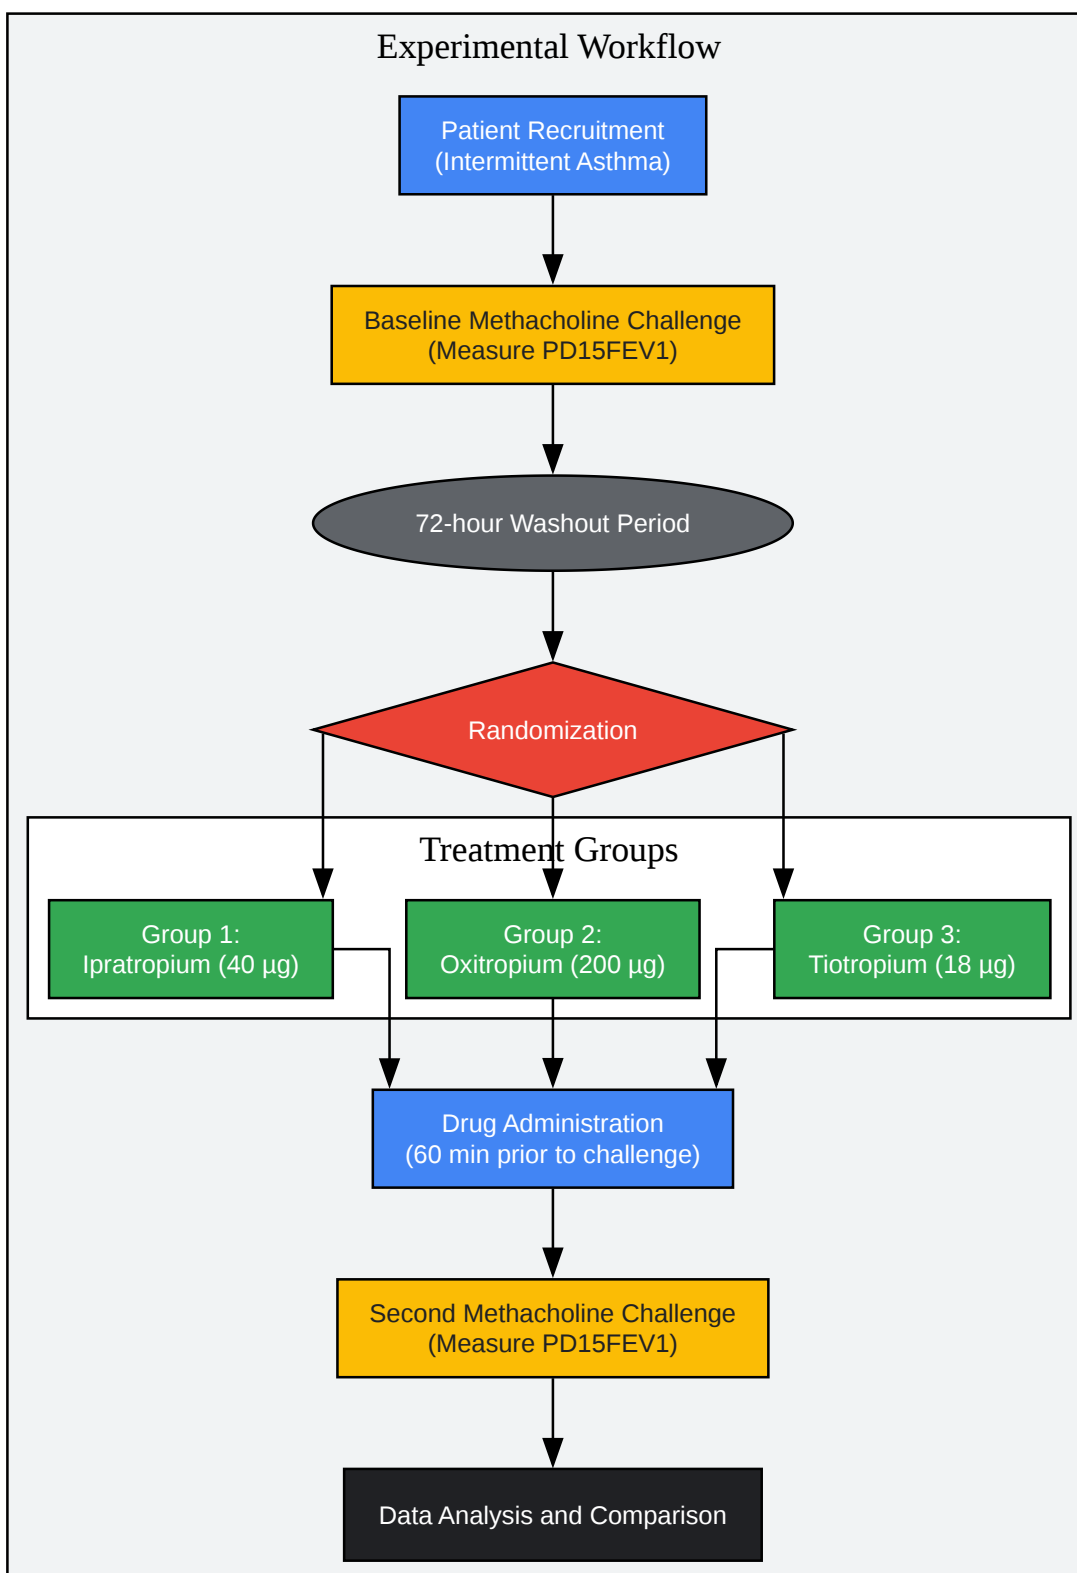 Experimental Workflow
Patient Recruitment
(Intermittent Asthma)
Baseline Methacholine Challenge
(Measure PD15FEV1)
72-hour Washout Period
Randomization
Treatment Groups
Group 1:
Ipratropium (40 µg)
Group 2:
Oxitropium (200 µg)
Group 3:
Tiotropium (18 µg)
Drug Administration
(60 min prior to challenge)
Second Methacholine Challenge
(Measure PD15FEV1)
Data Analysis and Comparison